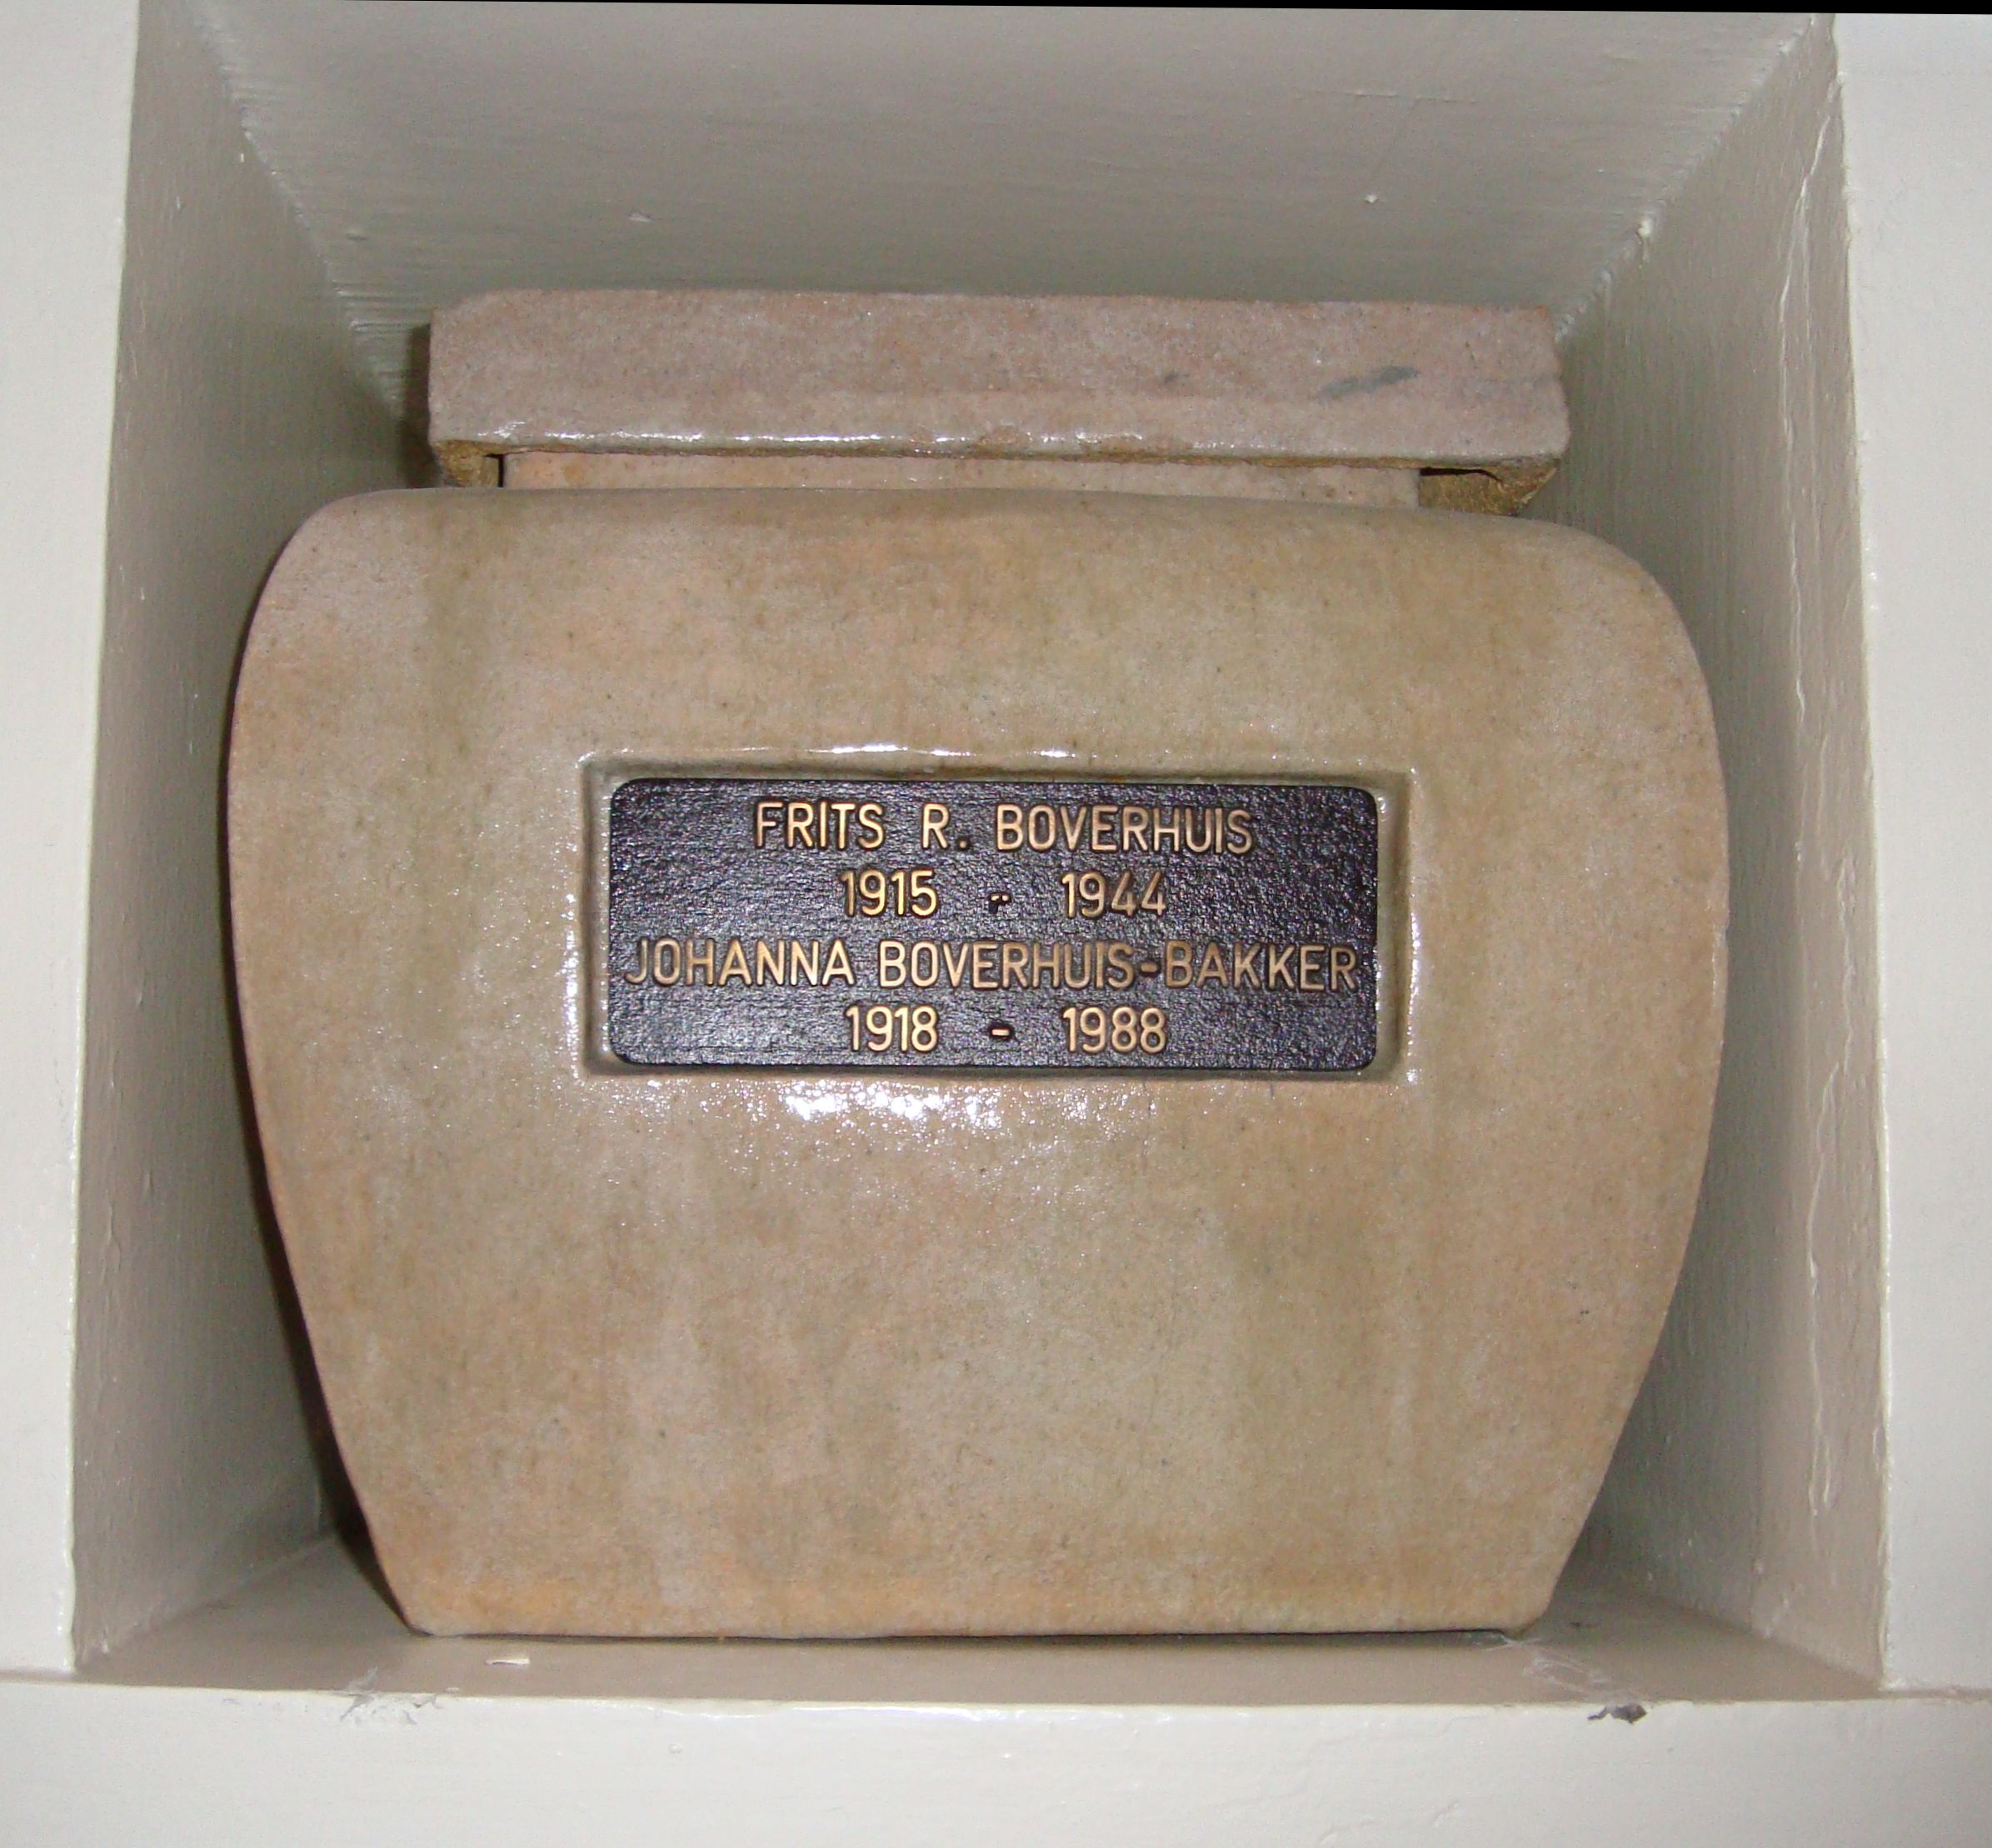 FRITS R. BOVERHUIS
1915 - 1944
JOHANNA BOVERHUIS-BAKKER
1918 - 1988